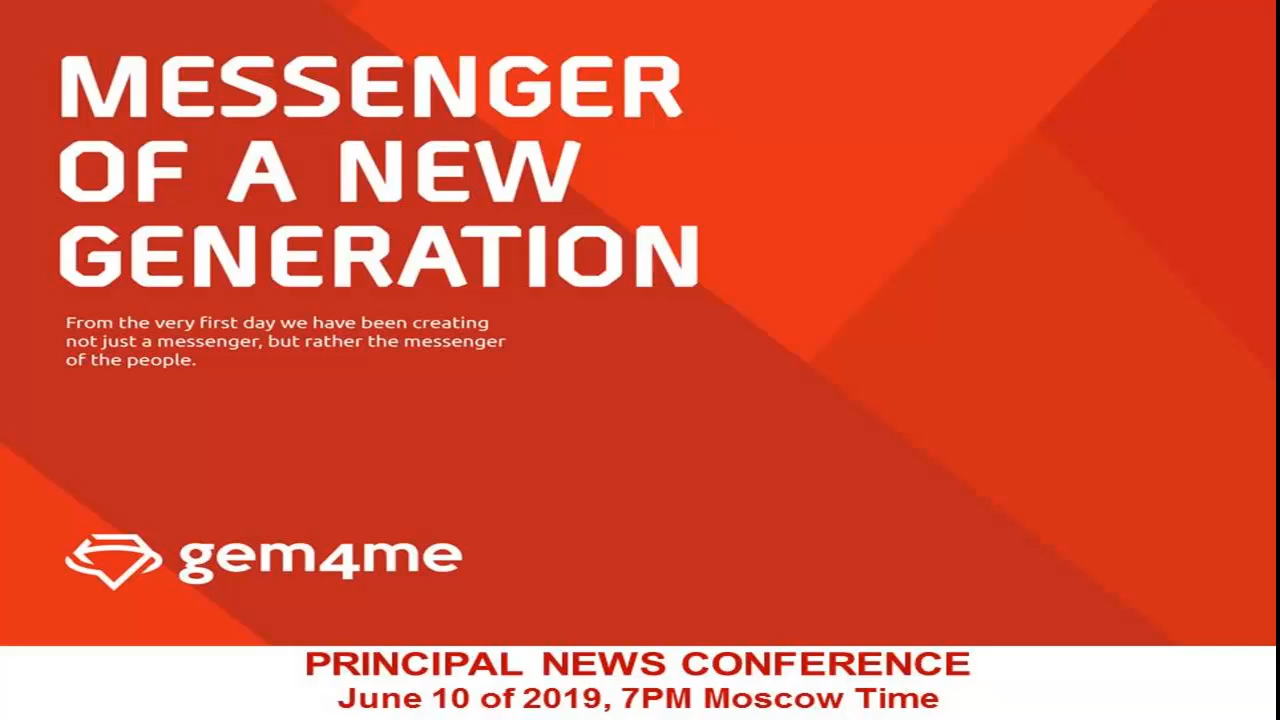 MESSENGER
OF A NEW
GENERATION
From the very first day we have been creating
not just a messenger, but rather the messenger
of the people.
gem4me
PRINCIPAL NEWS CONFERENCE
June 10 of 2019, 7PM Moscow Time